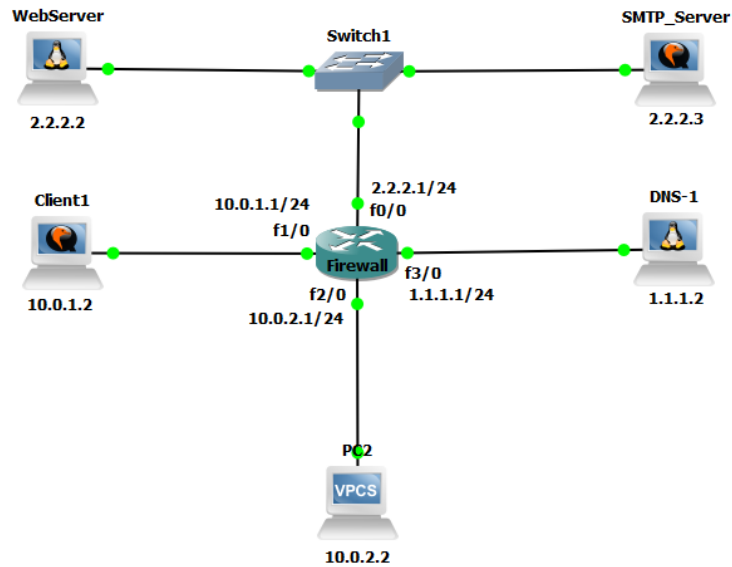 WebServer
SMTP_Server
Switch1
2.2.2.2
2.2.2.3
2.2.2.1/24
10.0.1.1/24
f0/0
Client1
DNS-1
f1/0
Firewall
f3/0
f2/0
1.1.1.1/24
10.0.1.2
1.1.1.2
10.0.2.1/24
PC2
VPCS
10.0.2.2